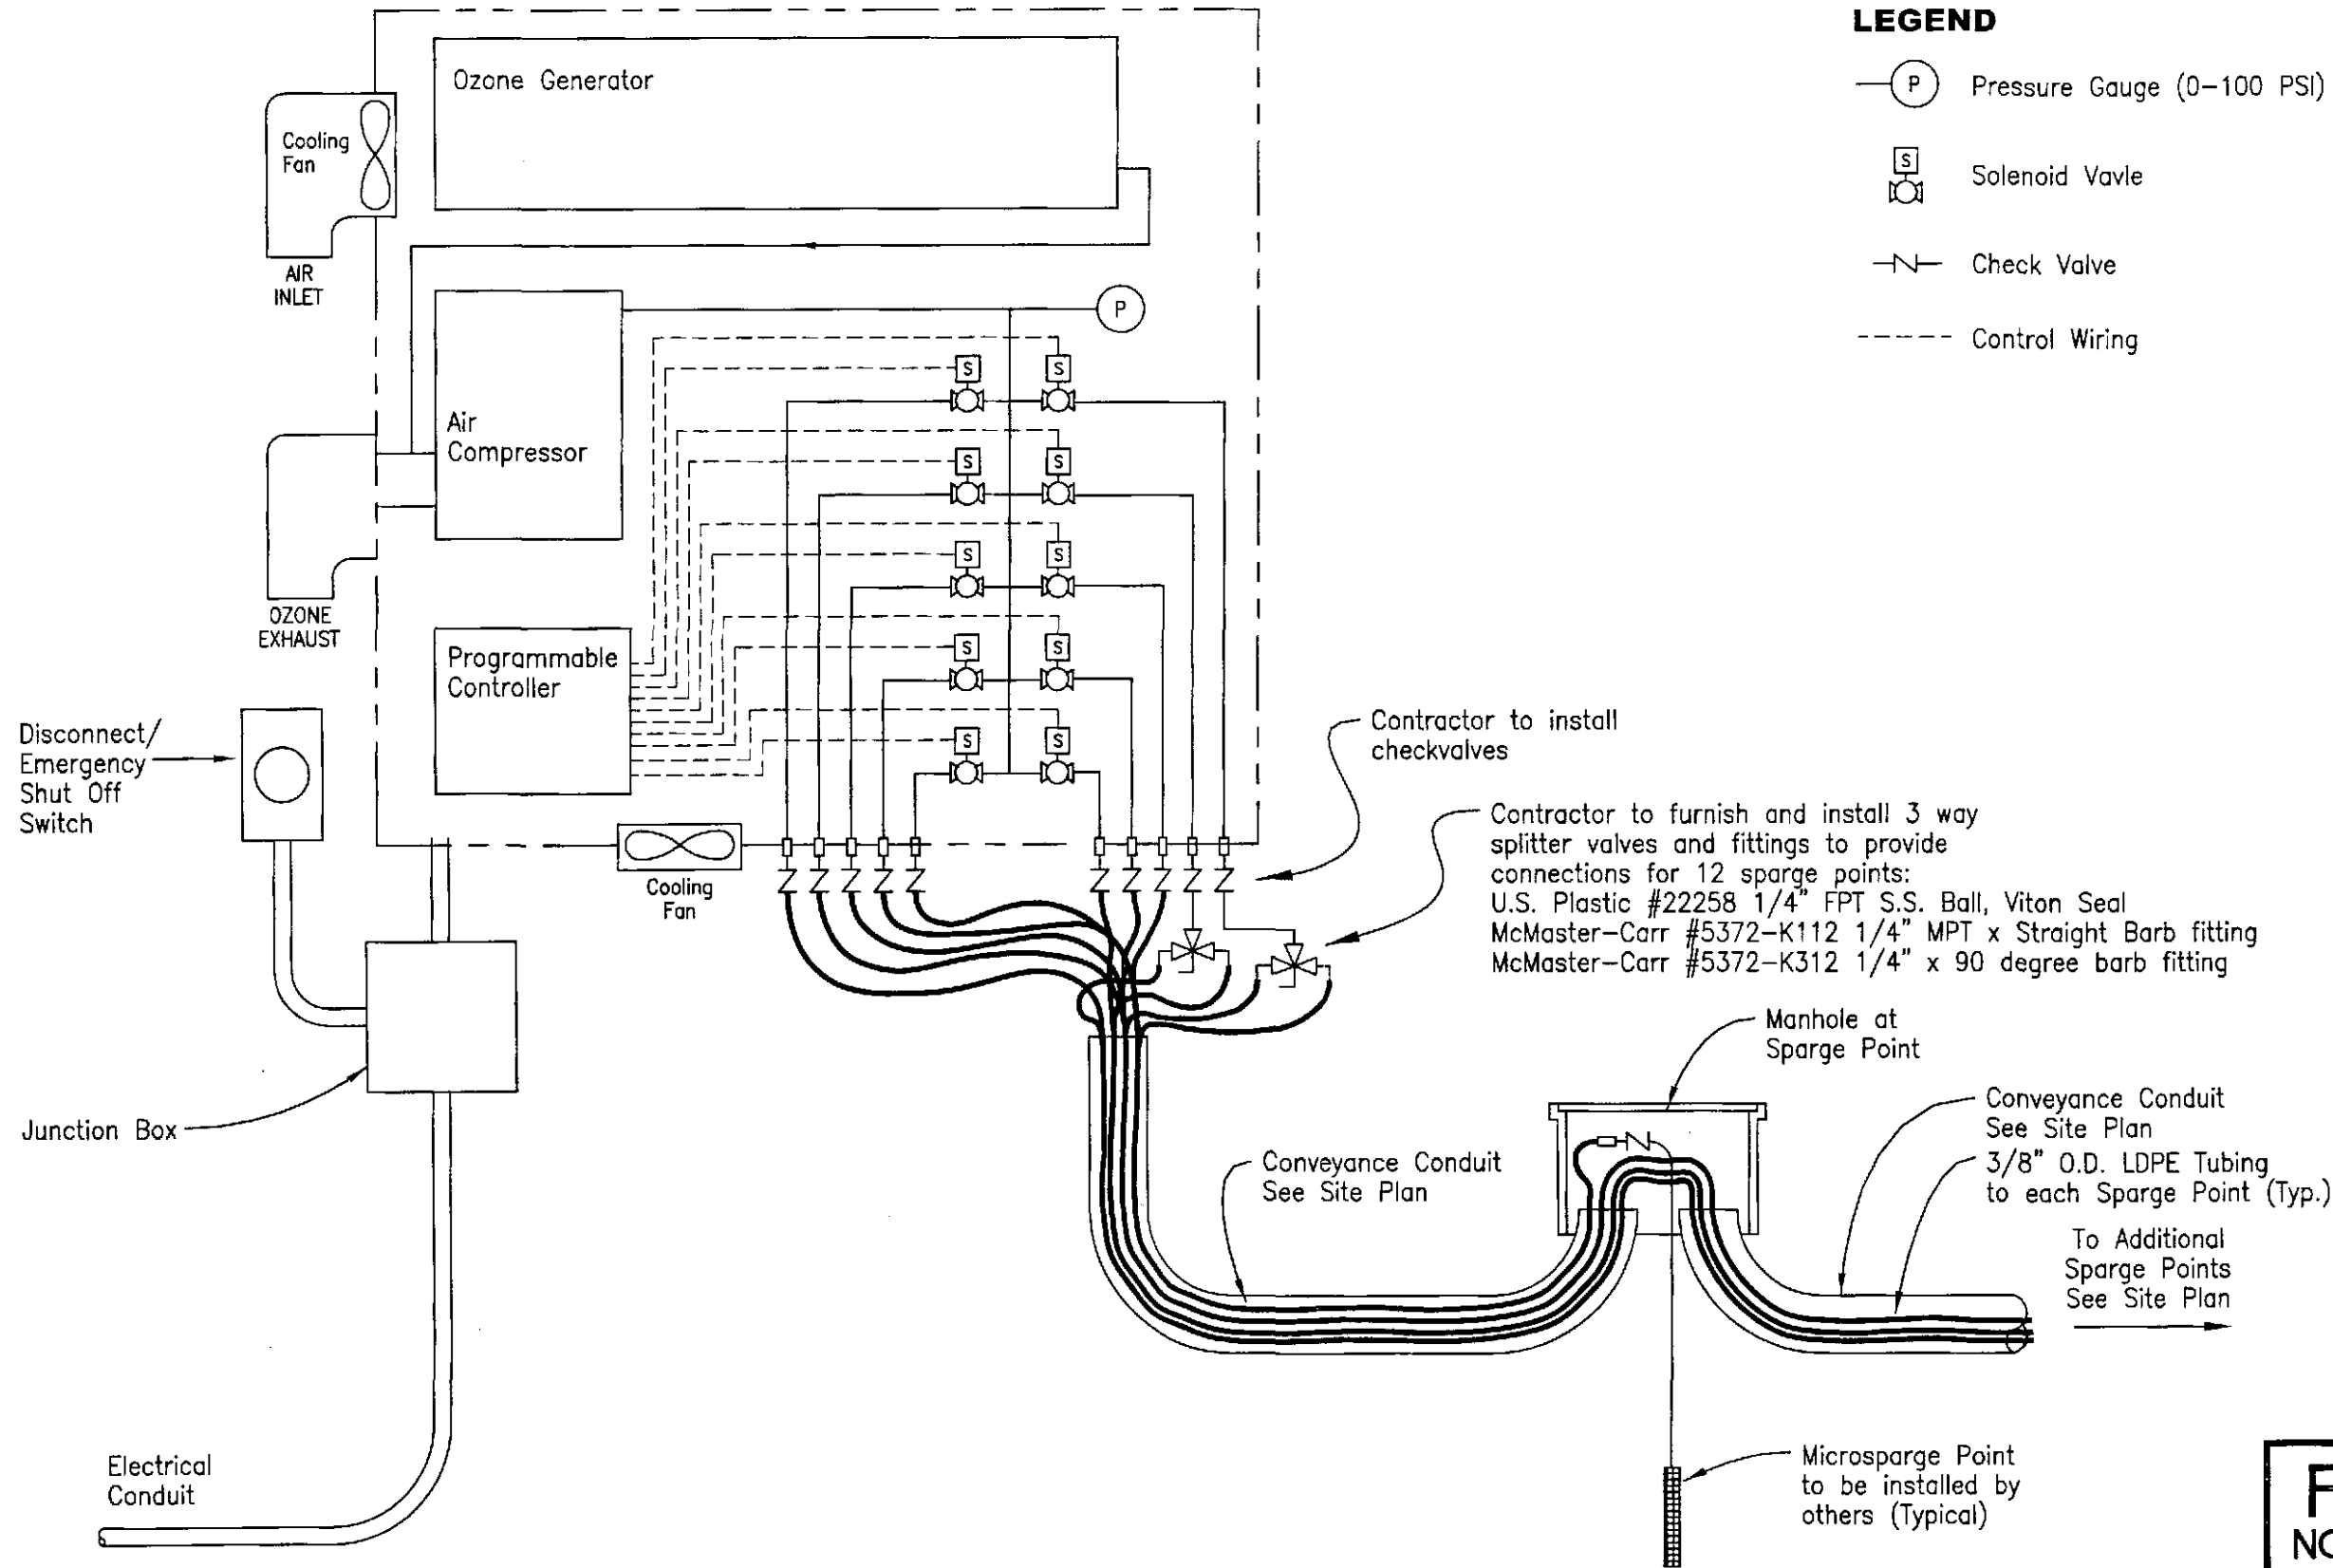 LEGEND
P
Pressure Gauge (0-100 PSI)
S
Solenoid Vavle
Check Valve
Control Wiring
Ozone Generator
Cooling
Fan
AIR
INLET
P
Air
Compressor
S
S
S
S
S
S
S
S
S
S
OZONE
EXHAUST
Programmable
Controller
Disconnect/
Emergency
Shut Off
Switch
Cooling
Fan
Contractor to install
checkvalves
Contractor to furnish and install 3 way
splitter valves and fittings to provide
connections for 12 sparge points:
U.S. Plastic #22258 1/4" FPT S.S. Ball, Viton Seal
McMaster-Carr #5372-K112 1/4" MPT x Straight Barb fitting
McMaster-Carr #5372-K312 1/4" x 90 degree barb fitting
Manhole at
Sparge Point
Junction Box
Conveyance Conduit
See Site Plan
Conveyance Conduit
See Site Plan
3/8" O.D. LDPE Tubing
to each Sparge Point (Typ.)
To Additional
Sparge Points
See Site Plan
Electrical
Conduit
Microsparge Point
to be installed by
others (Typical)